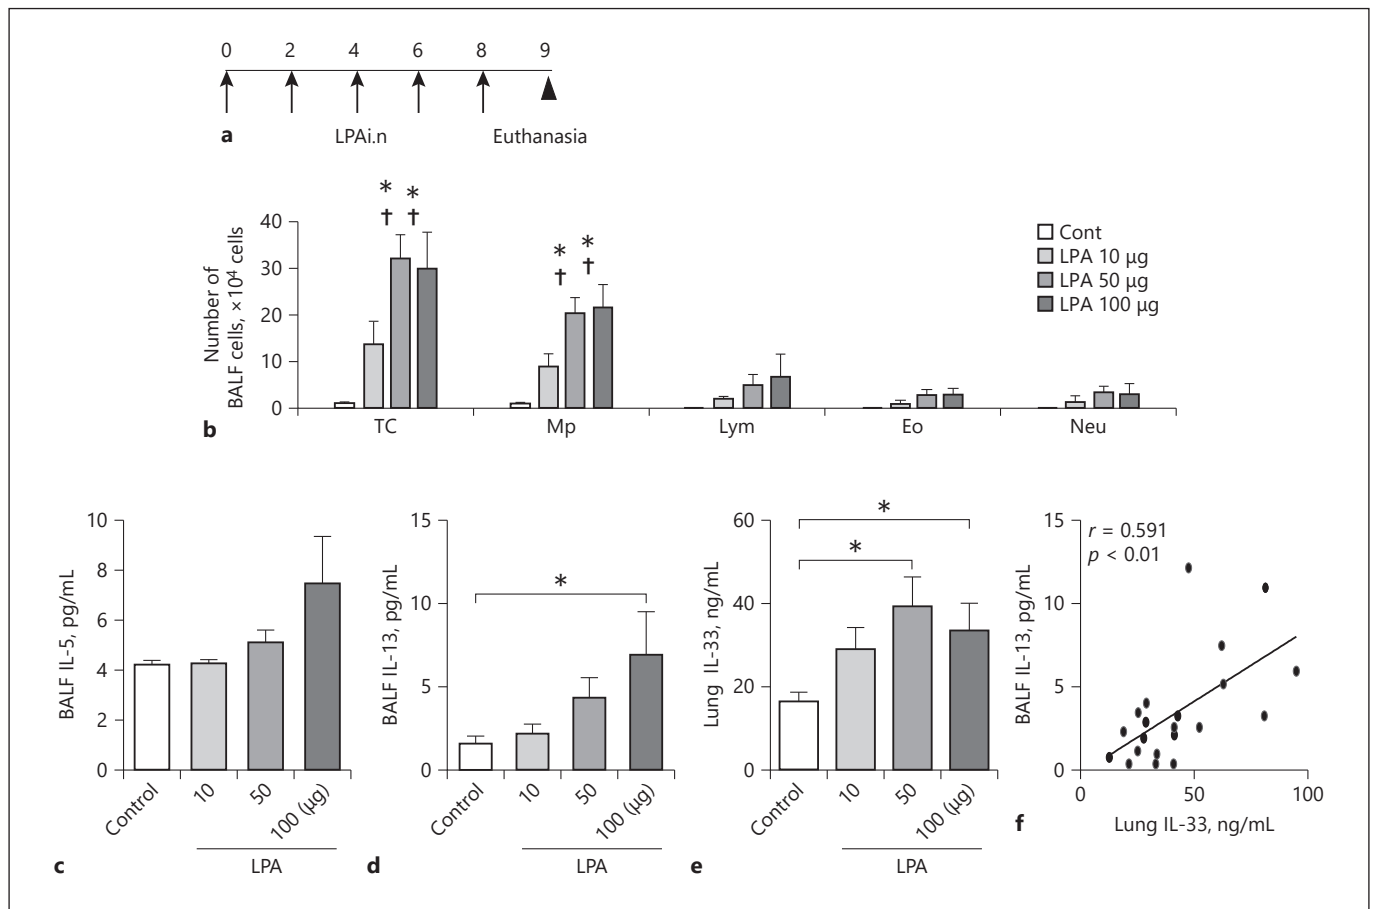 0 2 4 6 8 9
LPAi.n Euthanasia
a
* *
† †
* *
† †
Number of
BALF cells, ×10⁴ cells
40
30
20
10
0
TC Mp Lym Eo Neu
Cont
LPA 10 µg
LPA 50 µg
LPA 100 µg
b
BALF IL-5, pg/mL
10
8
6
4
2
0
Control 10 50 100 (µg)
LPA
c
BALF IL-13, pg/mL
15
10
5
0
*
Control 10 50 100 (µg)
LPA
d
Lung IL-33, ng/mL
60
40
20
0
*
*
Control 10 50 100 (µg)
LPA
e
BALF IL-13, pg/mL
15
10
5
0
r = 0.591
p < 0.01
0 50 100
Lung IL-33, ng/mL
f